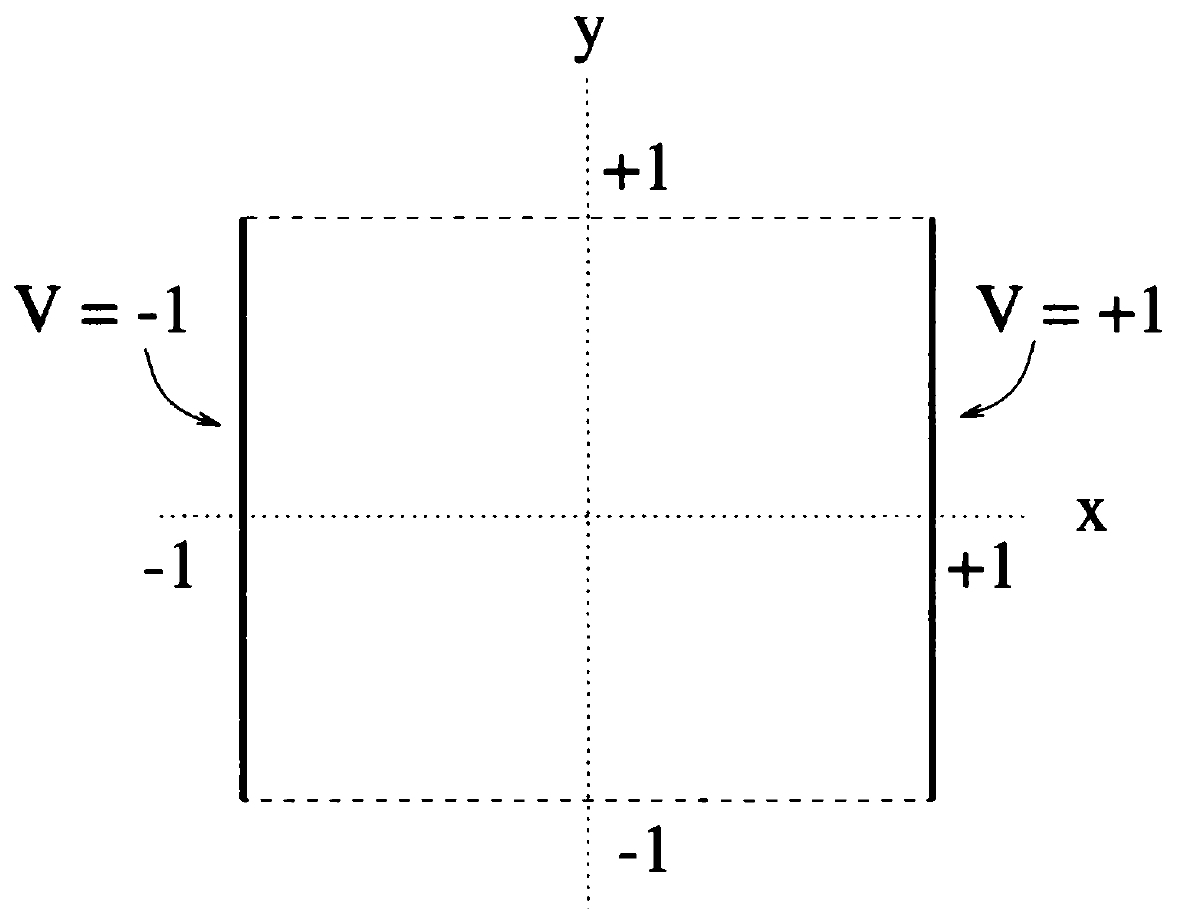 y
+1
V = -1
V = +1
x
-1
+1
-1